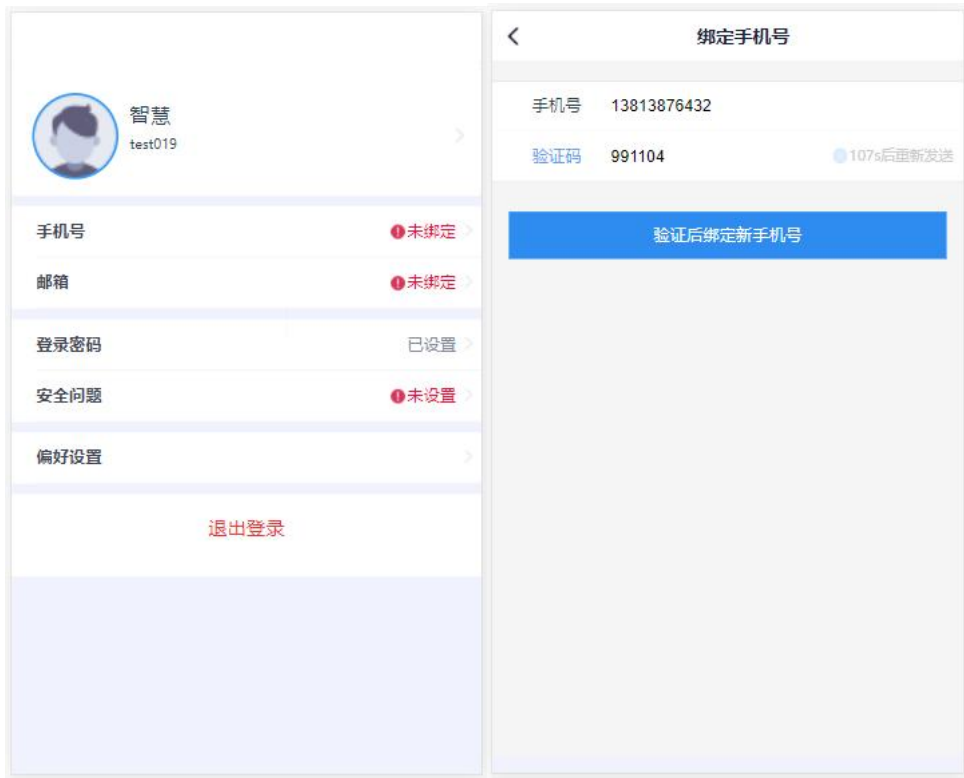 智慧
test019
手机号 未绑定
邮箱 未绑定
登录密码 已设置
安全问题 未设置
偏好设置
退出登录
绑定手机号
手机号 13813876432
验证码 991104 107s后重新发送
验证后绑定新手机号